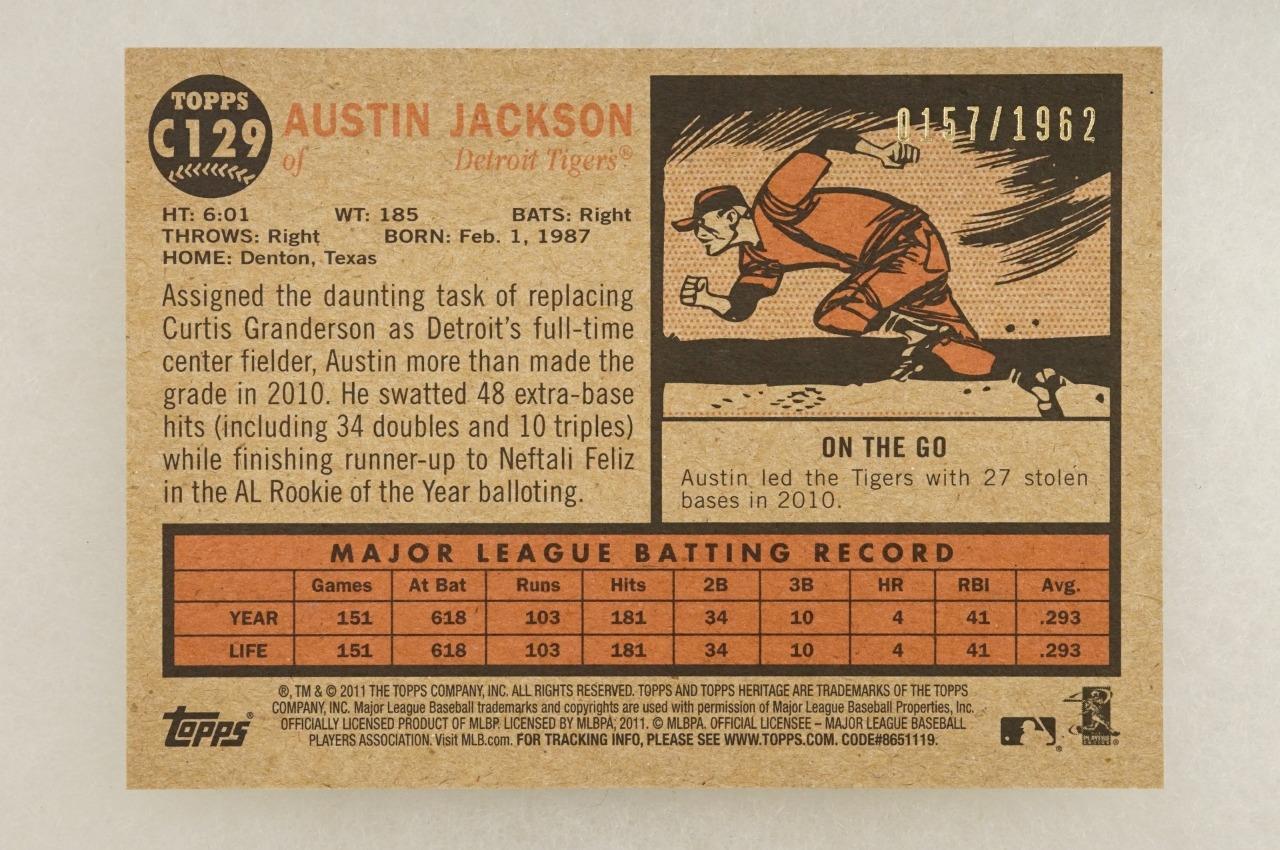 TOPPS
C129
AUSTIN JACKSON
of Detroit Tigers®
HT: 6:01 WT: 185 BATS: Right
THROWS: Right BORN: Feb. 1, 1987
HOME: Denton, Texas
Assigned the daunting task of replacing
Curtis Granderson as Detroit's full-time
center fielder, Austin more than made the
grade in 2010. He swatted 48 extra-base
hits (including 34 doubles and 10 triples)
while finishing runner-up to Neftali Feliz
in the AL Rookie of the Year balloting.
0157/1962
ON THE GO
Austin led the Tigers with 27 stolen
bases in 2010.
MAJOR LEAGUE BATTING RECORD
Games At Bat Runs Hits 2B 3B HR RBI Avg.
YEAR 151 618 103 181 34 10 4 41 .293
LIFE 151 618 103 181 34 10 4 41 .293
®, TM & © 2011 THE TOPPS COMPANY, INC. ALL RIGHTS RESERVED. TOPPS AND TOPPS HERITAGE ARE TRADEMARKS OF THE TOPPS
COMPANY, INC. Major League Baseball trademarks and copyrights are used with permission of Major League Baseball Properties, Inc.
OFFICIALLY LICENSED PRODUCT OF MLBP. LICENSED BY MLBPA, 2011. © MLBPA. OFFICIAL LICENSEE – MAJOR LEAGUE BASEBALL
PLAYERS ASSOCIATION. Visit MLB.com. FOR TRACKING INFO, PLEASE SEE WWW.TOPPS.COM. CODE#8651119.
Topps®